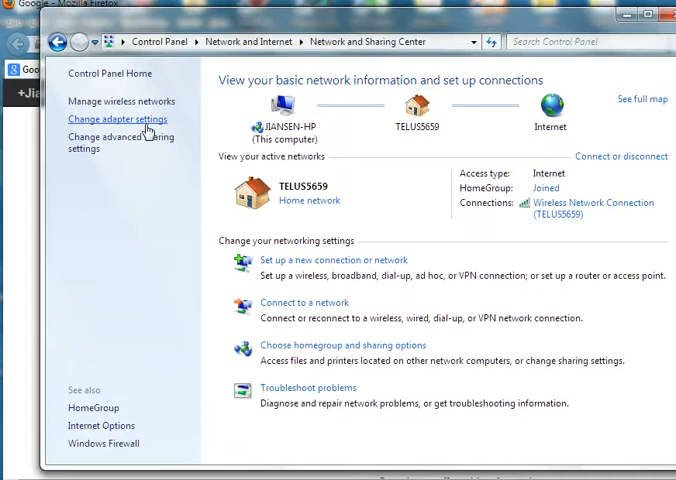 Google - Mozilla Firefox
Control Panel
Network and Internet
Network and Sharing Center
Search Control Panel
Goo
+Jia
Control Panel Home
Manage wireless networks
Change adapter settings
Change advanced sharing
settings
View your basic network information and set up connections
See full map
JIANSEN-HP
(This computer)
TELUS5659
Internet
View your active networks
Connect or disconnect
TELUS5659
Home network
Access type: Internet
HomeGroup: Joined
Connections: Wireless Network Connection
(TELUS5659)
Change your networking settings
Set up a new connection or network
Set up a wireless, broadband, dial-up, ad hoc, or VPN connection; or set up a router or access point.
Connect to a network
Connect or reconnect to a wireless, wired, dial-up, or VPN network connection.
Choose homegroup and sharing options
Access files and printers located on other network computers, or change sharing settings.
Troubleshoot problems
Diagnose and repair network problems, or get troubleshooting information.
See also
HomeGroup
Internet Options
Windows Firewall